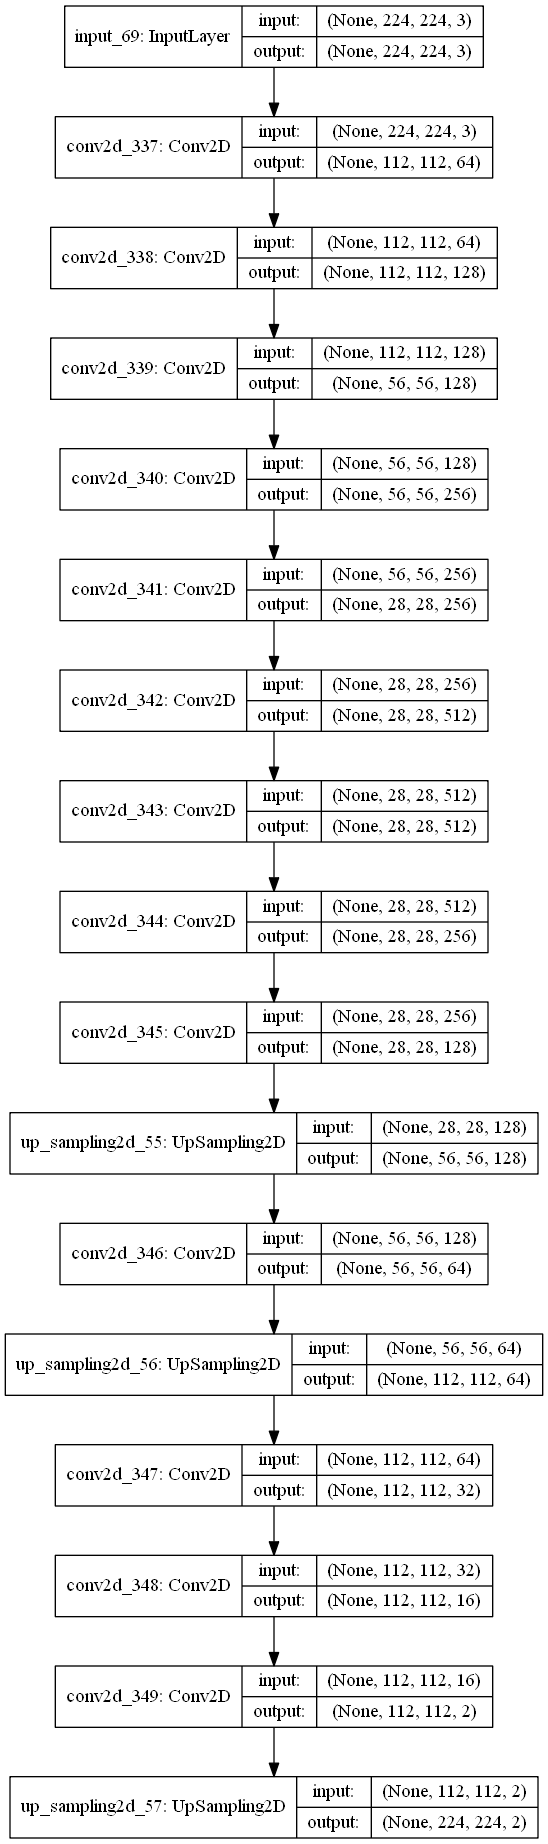 input_69: InputLayer
input: (None, 224, 224, 3)
output: (None, 224, 224, 3)
conv2d_337: Conv2D
input: (None, 224, 224, 3)
output: (None, 112, 112, 64)
conv2d_338: Conv2D
input: (None, 112, 112, 64)
output: (None, 112, 112, 128)
conv2d_339: Conv2D
input: (None, 112, 112, 128)
output: (None, 56, 56, 128)
conv2d_340: Conv2D
input: (None, 56, 56, 128)
output: (None, 56, 56, 256)
conv2d_341: Conv2D
input: (None, 56, 56, 256)
output: (None, 28, 28, 256)
conv2d_342: Conv2D
input: (None, 28, 28, 256)
output: (None, 28, 28, 512)
conv2d_343: Conv2D
input: (None, 28, 28, 512)
output: (None, 28, 28, 512)
conv2d_344: Conv2D
input: (None, 28, 28, 512)
output: (None, 28, 28, 256)
conv2d_345: Conv2D
input: (None, 28, 28, 256)
output: (None, 28, 28, 128)
up_sampling2d_55: UpSampling2D
input: (None, 28, 28, 128)
output: (None, 56, 56, 128)
conv2d_346: Conv2D
input: (None, 56, 56, 128)
output: (None, 56, 56, 64)
up_sampling2d_56: UpSampling2D
input: (None, 56, 56, 64)
output: (None, 112, 112, 64)
conv2d_347: Conv2D
input: (None, 112, 112, 64)
output: (None, 112, 112, 32)
conv2d_348: Conv2D
input: (None, 112, 112, 32)
output: (None, 112, 112, 16)
conv2d_349: Conv2D
input: (None, 112, 112, 16)
output: (None, 112, 112, 2)
up_sampling2d_57: UpSampling2D
input: (None, 112, 112, 2)
output: (None, 224, 224, 2)